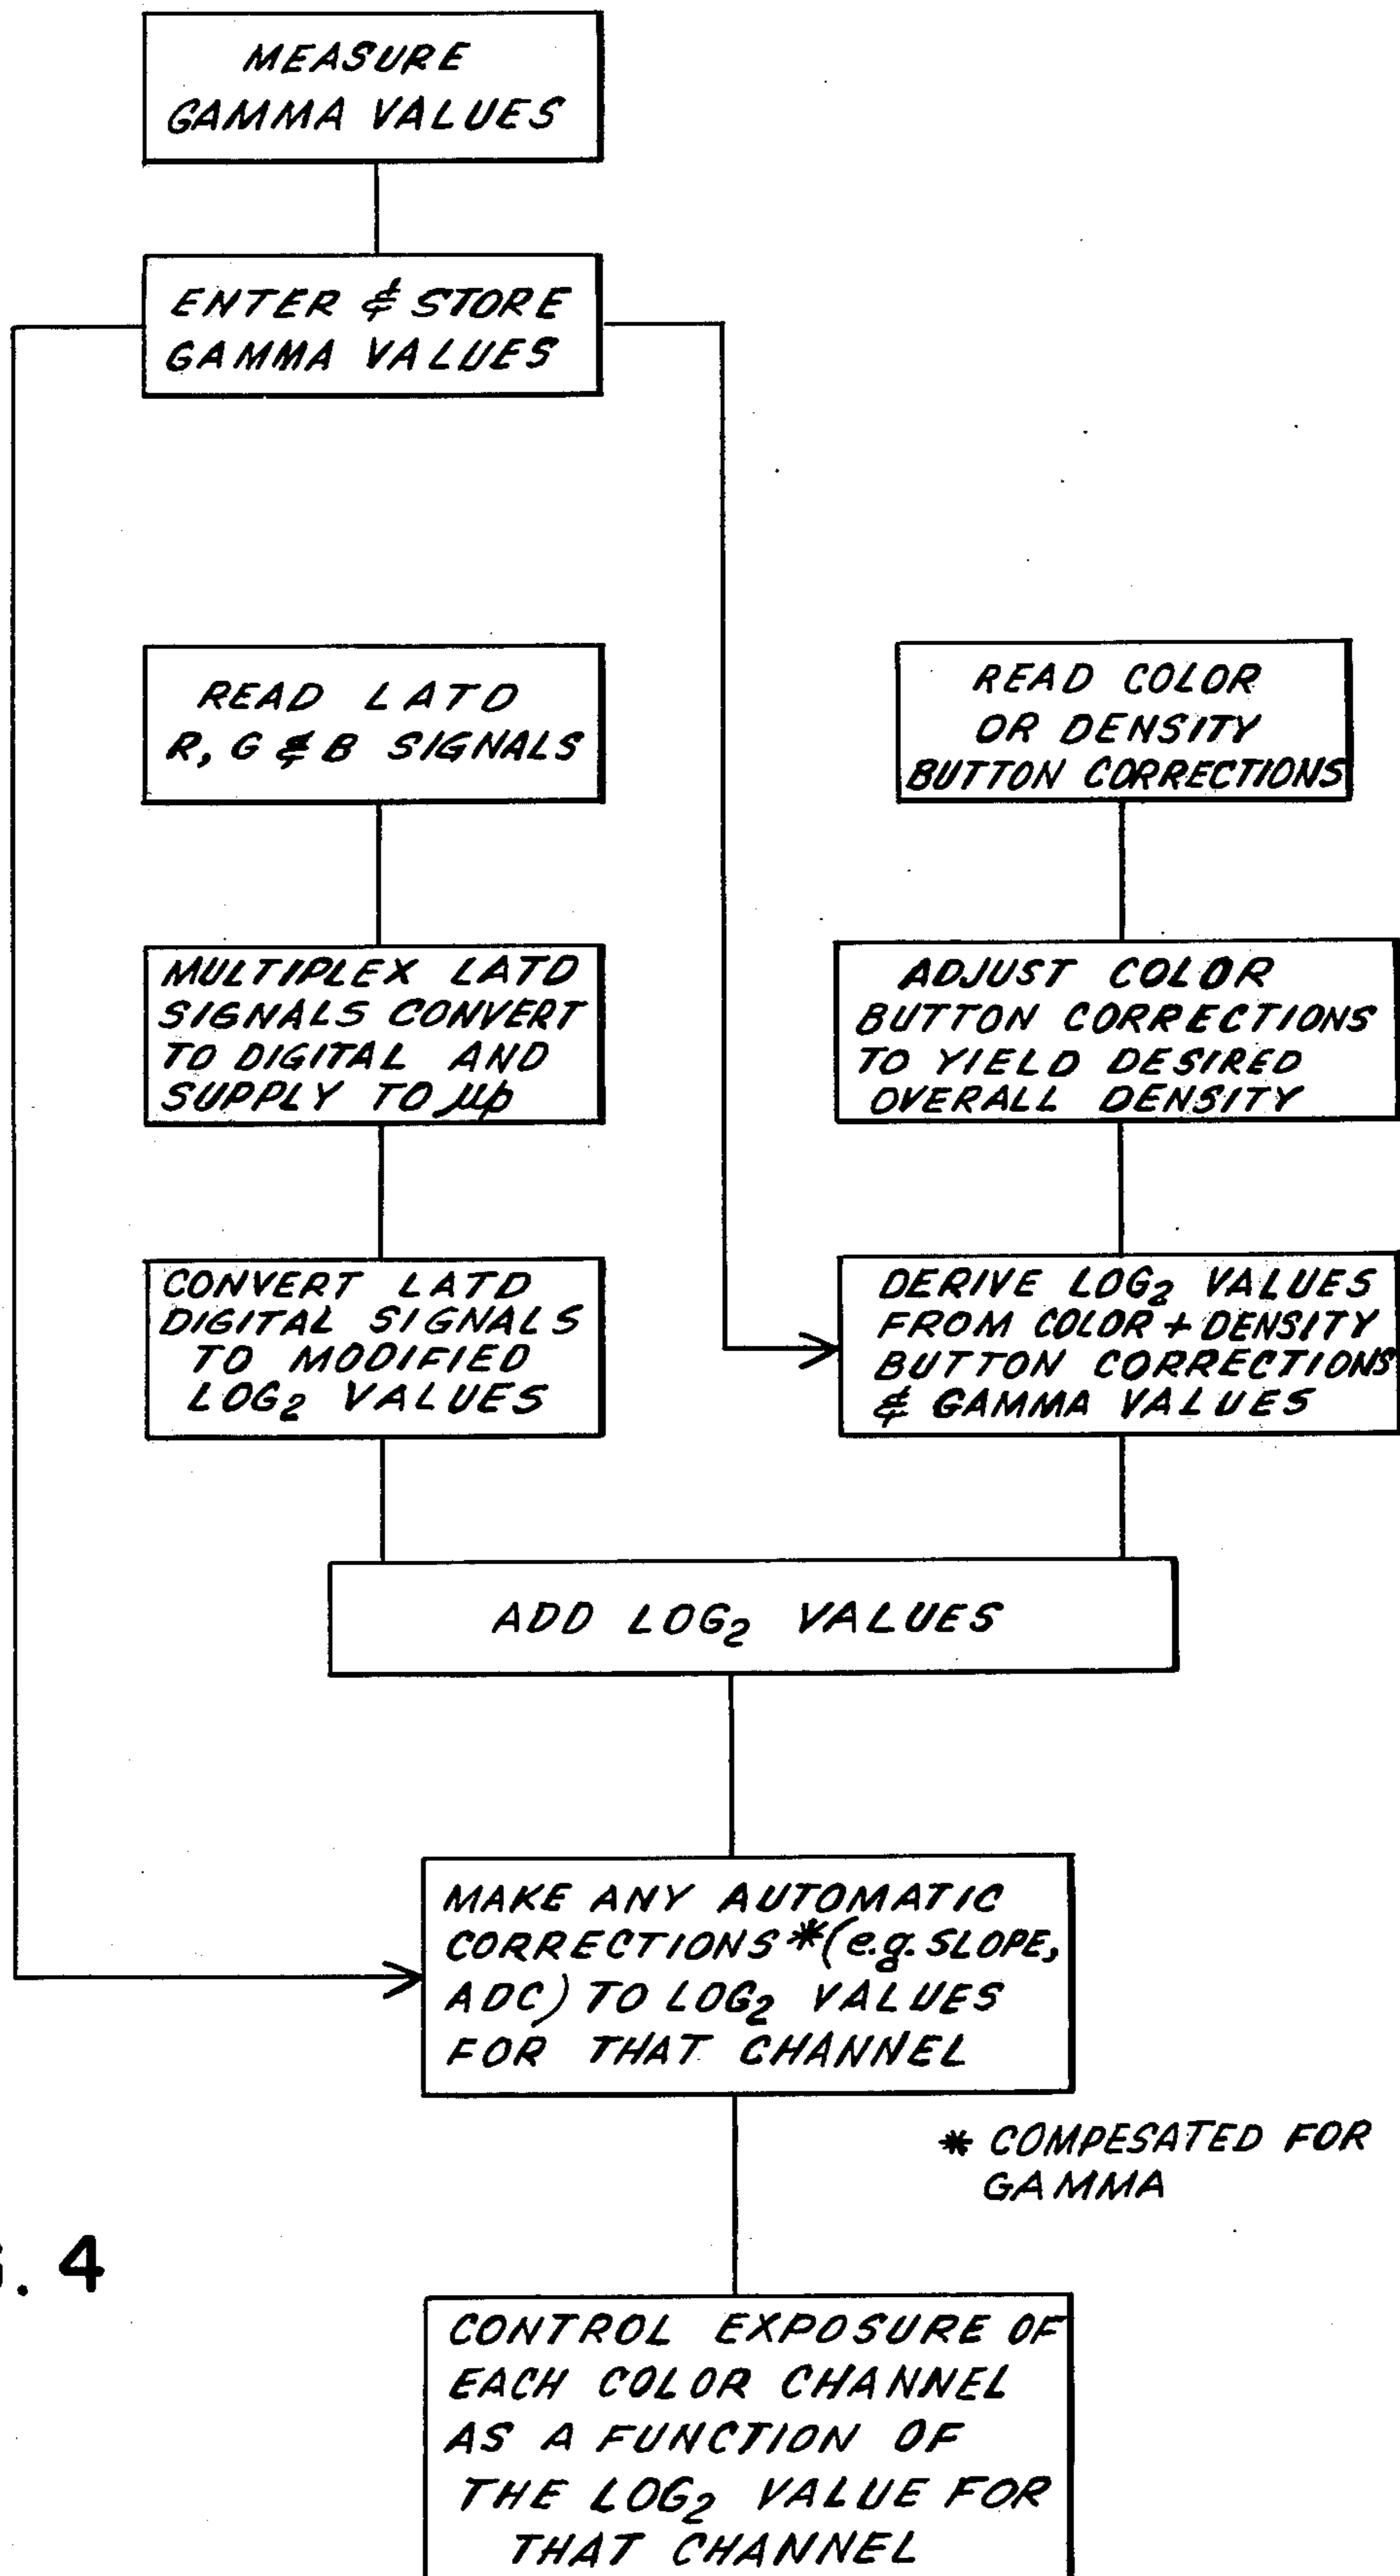 MEASURE
GAMMA VALUES
ENTER & STORE
GAMMA VALUES
READ LATD
R, G & B SIGNALS
READ COLOR
OR DENSITY
BUTTON CORRECTIONS
MULTIPLEX LATD
SIGNALS CONVERT
TO DIGITAL AND
SUPPLY TO μp
ADJUST COLOR
BUTTON CORRECTIONS
TO YIELD DESIRED
OVERALL DENSITY
CONVERT LATD
DIGITAL SIGNALS
TO MODIFIED
LOG₂ VALUES
DERIVE LOG₂ VALUES
FROM COLOR + DENSITY
BUTTON CORRECTIONS
& GAMMA VALUES
ADD LOG₂ VALUES
MAKE ANY AUTOMATIC
CORRECTIONS *(e.g. SLOPE,
ADC) TO LOG₂ VALUES
FOR THAT CHANNEL
* COMPESATED FOR
GAMMA
. 4
CONTROL EXPOSURE OF
EACH COLOR CHANNEL
AS A FUNCTION OF
THE LOG₂ VALUE FOR
THAT CHANNEL